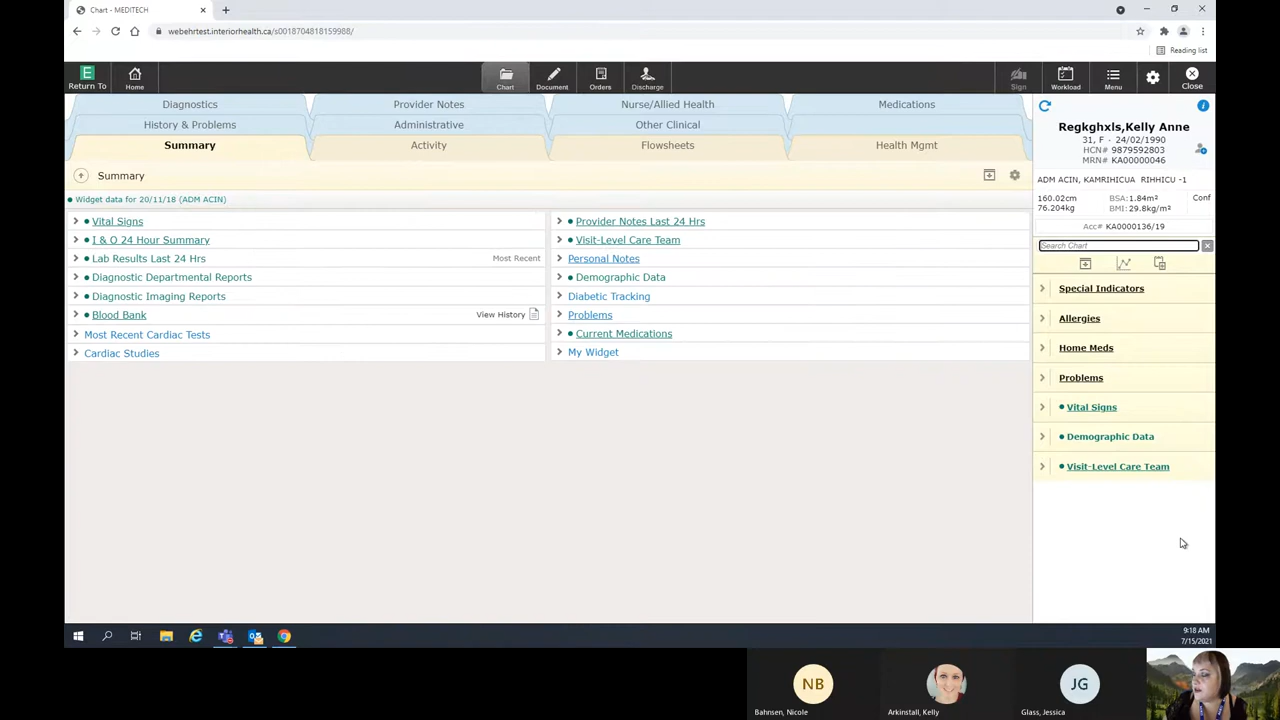 Chart - MEDITECH
webehrtest.interiorhealth.ca/s0018704818159988/
Reading list
E
Return To
Home
Chart
Document
Orders
Discharge
Sign
Workload
Menu
Close
Diagnostics
Provider Notes
Nurse/Allied Health
Medications
History & Problems
Administrative
Other Clinical
Summary
Activity
Flowsheets
Health Mgmt
Summary
Widget data for 20/11/18 (ADM ACIN)
Vital Signs
I & O 24 Hour Summary
Lab Results Last 24 Hrs
Most Recent
Diagnostic Departmental Reports
Diagnostic Imaging Reports
Blood Bank
View History
Most Recent Cardiac Tests
Cardiac Studies
Provider Notes Last 24 Hrs
Visit-Level Care Team
Personal Notes
Demographic Data
Diabetic Tracking
Problems
Current Medications
My Widget
Regkghxls,Kelly Anne
31, F - 24/02/1990
HCN# 9879592803
MRN# KA00000046
ADM ACIN, KAMRIHICUA RIHHICU -1
160.02cm BSA: 1.84m² Conf
76.204kg BMI: 29.8kg/m²
Acc# KA0000136/19
Search Chart
Special Indicators
Allergies
Home Meds
Problems
Vital Signs
Demographic Data
Visit-Level Care Team
9:18 AM
7/15/2021
NB
JG
Bahnsen, Nicole
Arkinstall, Kelly
Glass, Jessica